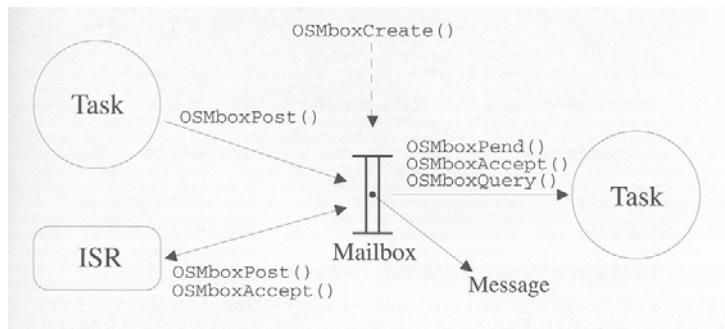 OSMboxCreate()
Task
OSMboxPost()
OSMboxPend()
OSMboxAccept()
OSMboxQuery()
Task
ISR
Mailbox
OSMboxPost()
OSMboxAccept()
Message